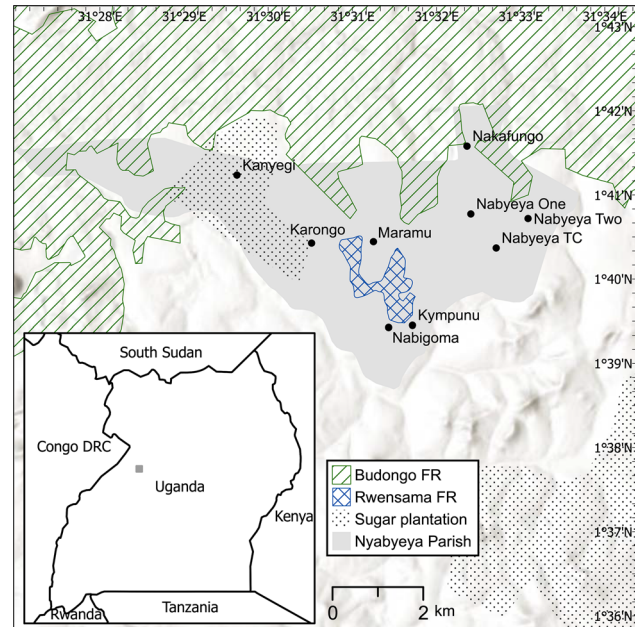 31°28'E 31°29'E 31°30'E 31°31'E 31°32'E 31°33'E 31°34'E
1°43'N
1°42'N
Nakafungo
Kanyegi
1°41'N
Nabyeya One
Nabyeya Two
Karongo
Maramu
Nabyeya TC
1°40'N
Kympunu
Nabigoma
1°39'N
South Sudan
Congo DRC
Uganda
Kenya
Rwanda
Tanzania
1°38'N
Budongo FR
Rwensama FR
Sugar plantation
Nyabyeya Parish
1°37'N
0 2 km
1°36'N